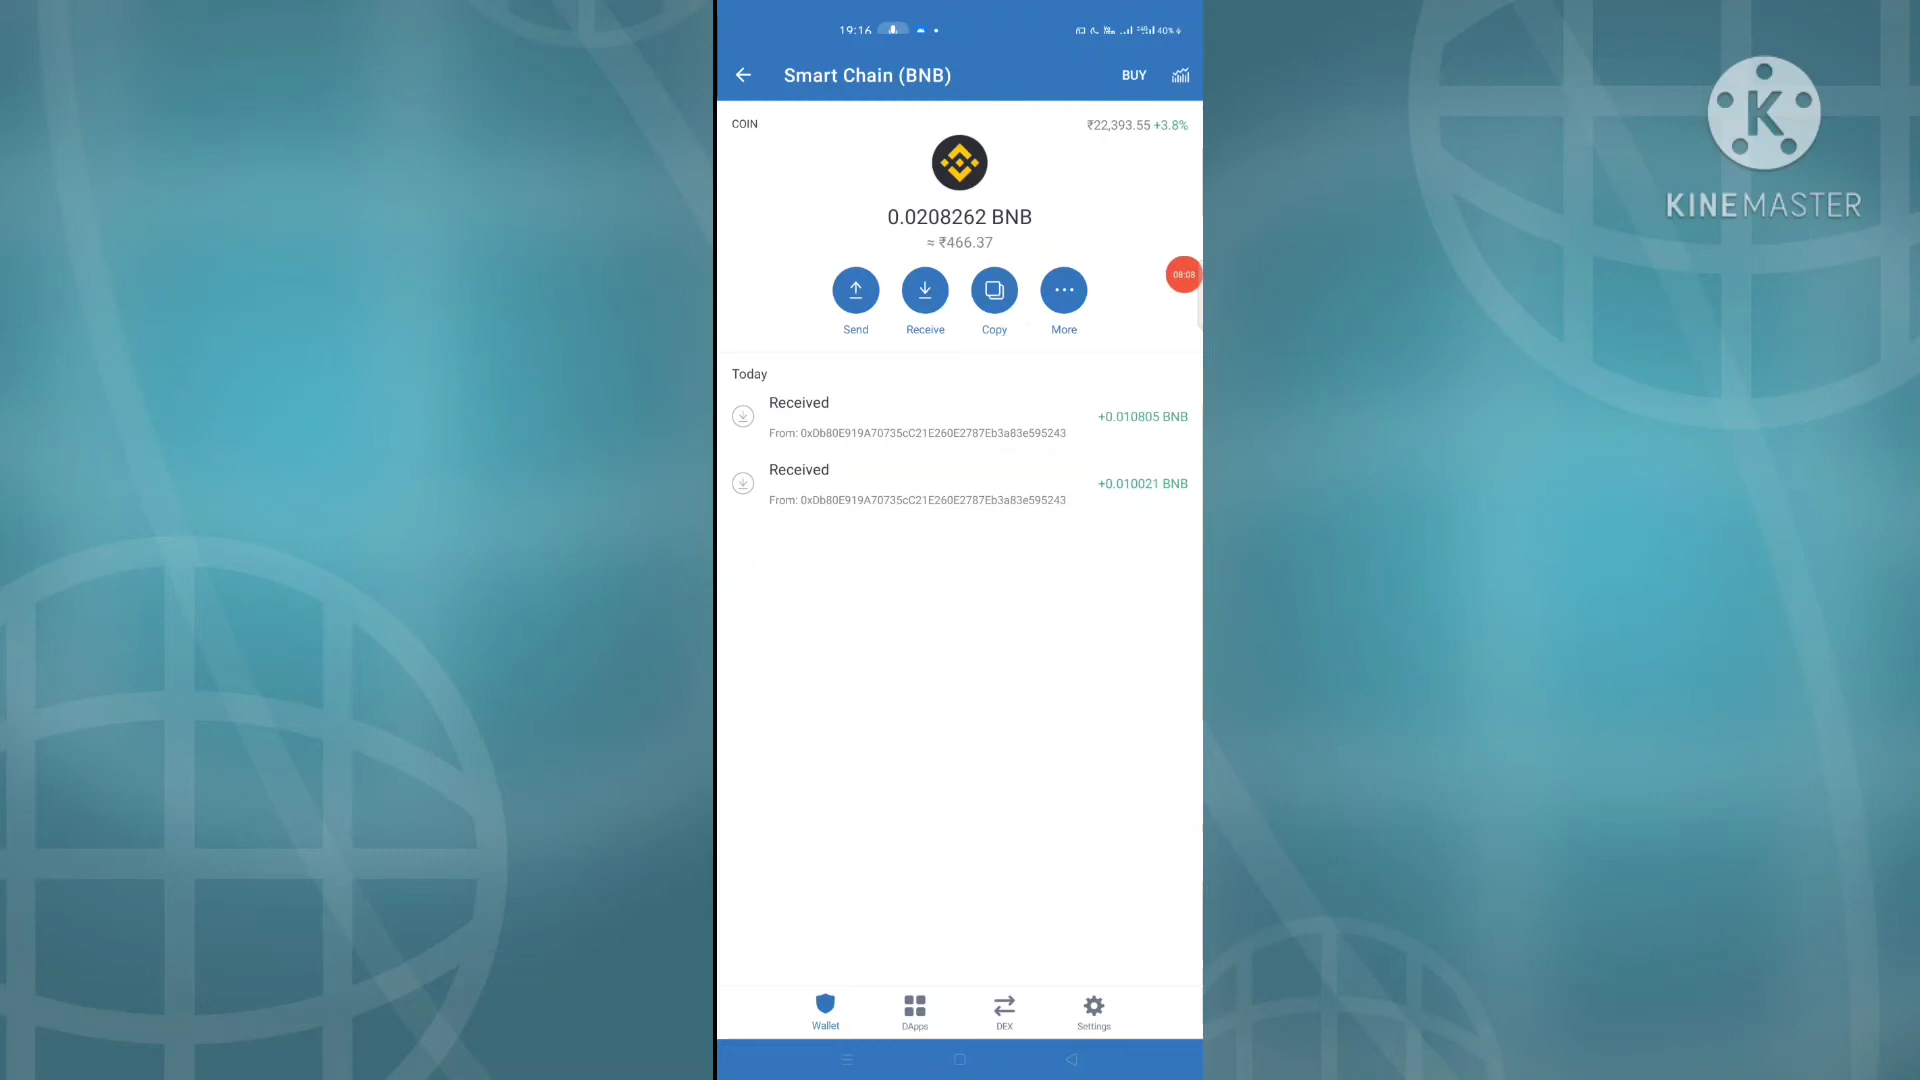 19:16
40%
Smart Chain (BNB)
BUY
COIN
₹22,393.55 +3.8%
0.0208262 BNB
≈ ₹466.37
08:08
Send
Receive
Copy
More
Today
Received
+0.010805 BNB
From: 0xDb80E919A70735cC21E260E2787Eb3a83e595243
Received
+0.010021 BNB
From: 0xDb80E919A70735cC21E260E2787Eb3a83e595243
Wallet
DApps
DEX
Settings
K
KINEMASTER